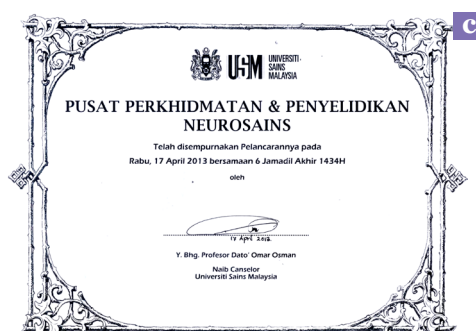 c
USM
UNIVERSITI
SAINS
MALAYSIA
PUSAT PERKHIDMATAN & PENYELIDIKAN
NEUROSAINS
Telah disempurnakan Pelancarannya pada
Rabu, 17 April 2013 bersamaan 6 Jamadil Akhir 1434H
oleh
17 April 2013
Y. Bhg. Profesor Dato' Omar Osman
Naib Canselor
Universiti Sains Malaysia